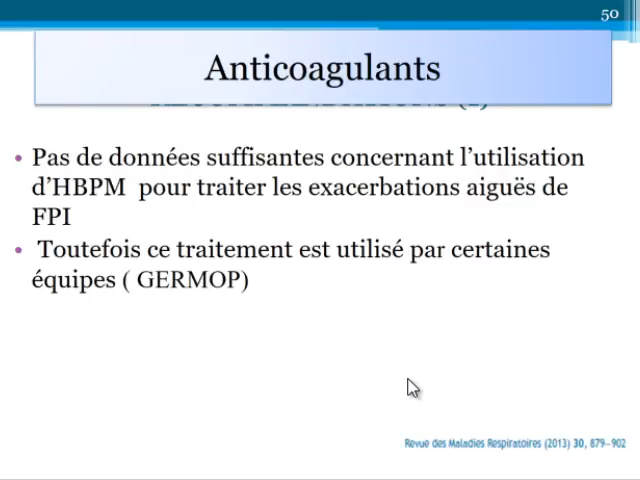 50
Anticoagulants
• Pas de données suffisantes concernant l’utilisation
d’HBPM pour traiter les exacerbations aiguës de
FPI
• Toutefois ce traitement est utilisé par certaines
équipes ( GERMOP)
Revue des Maladies Respiratoires (2013) 30, 879—902